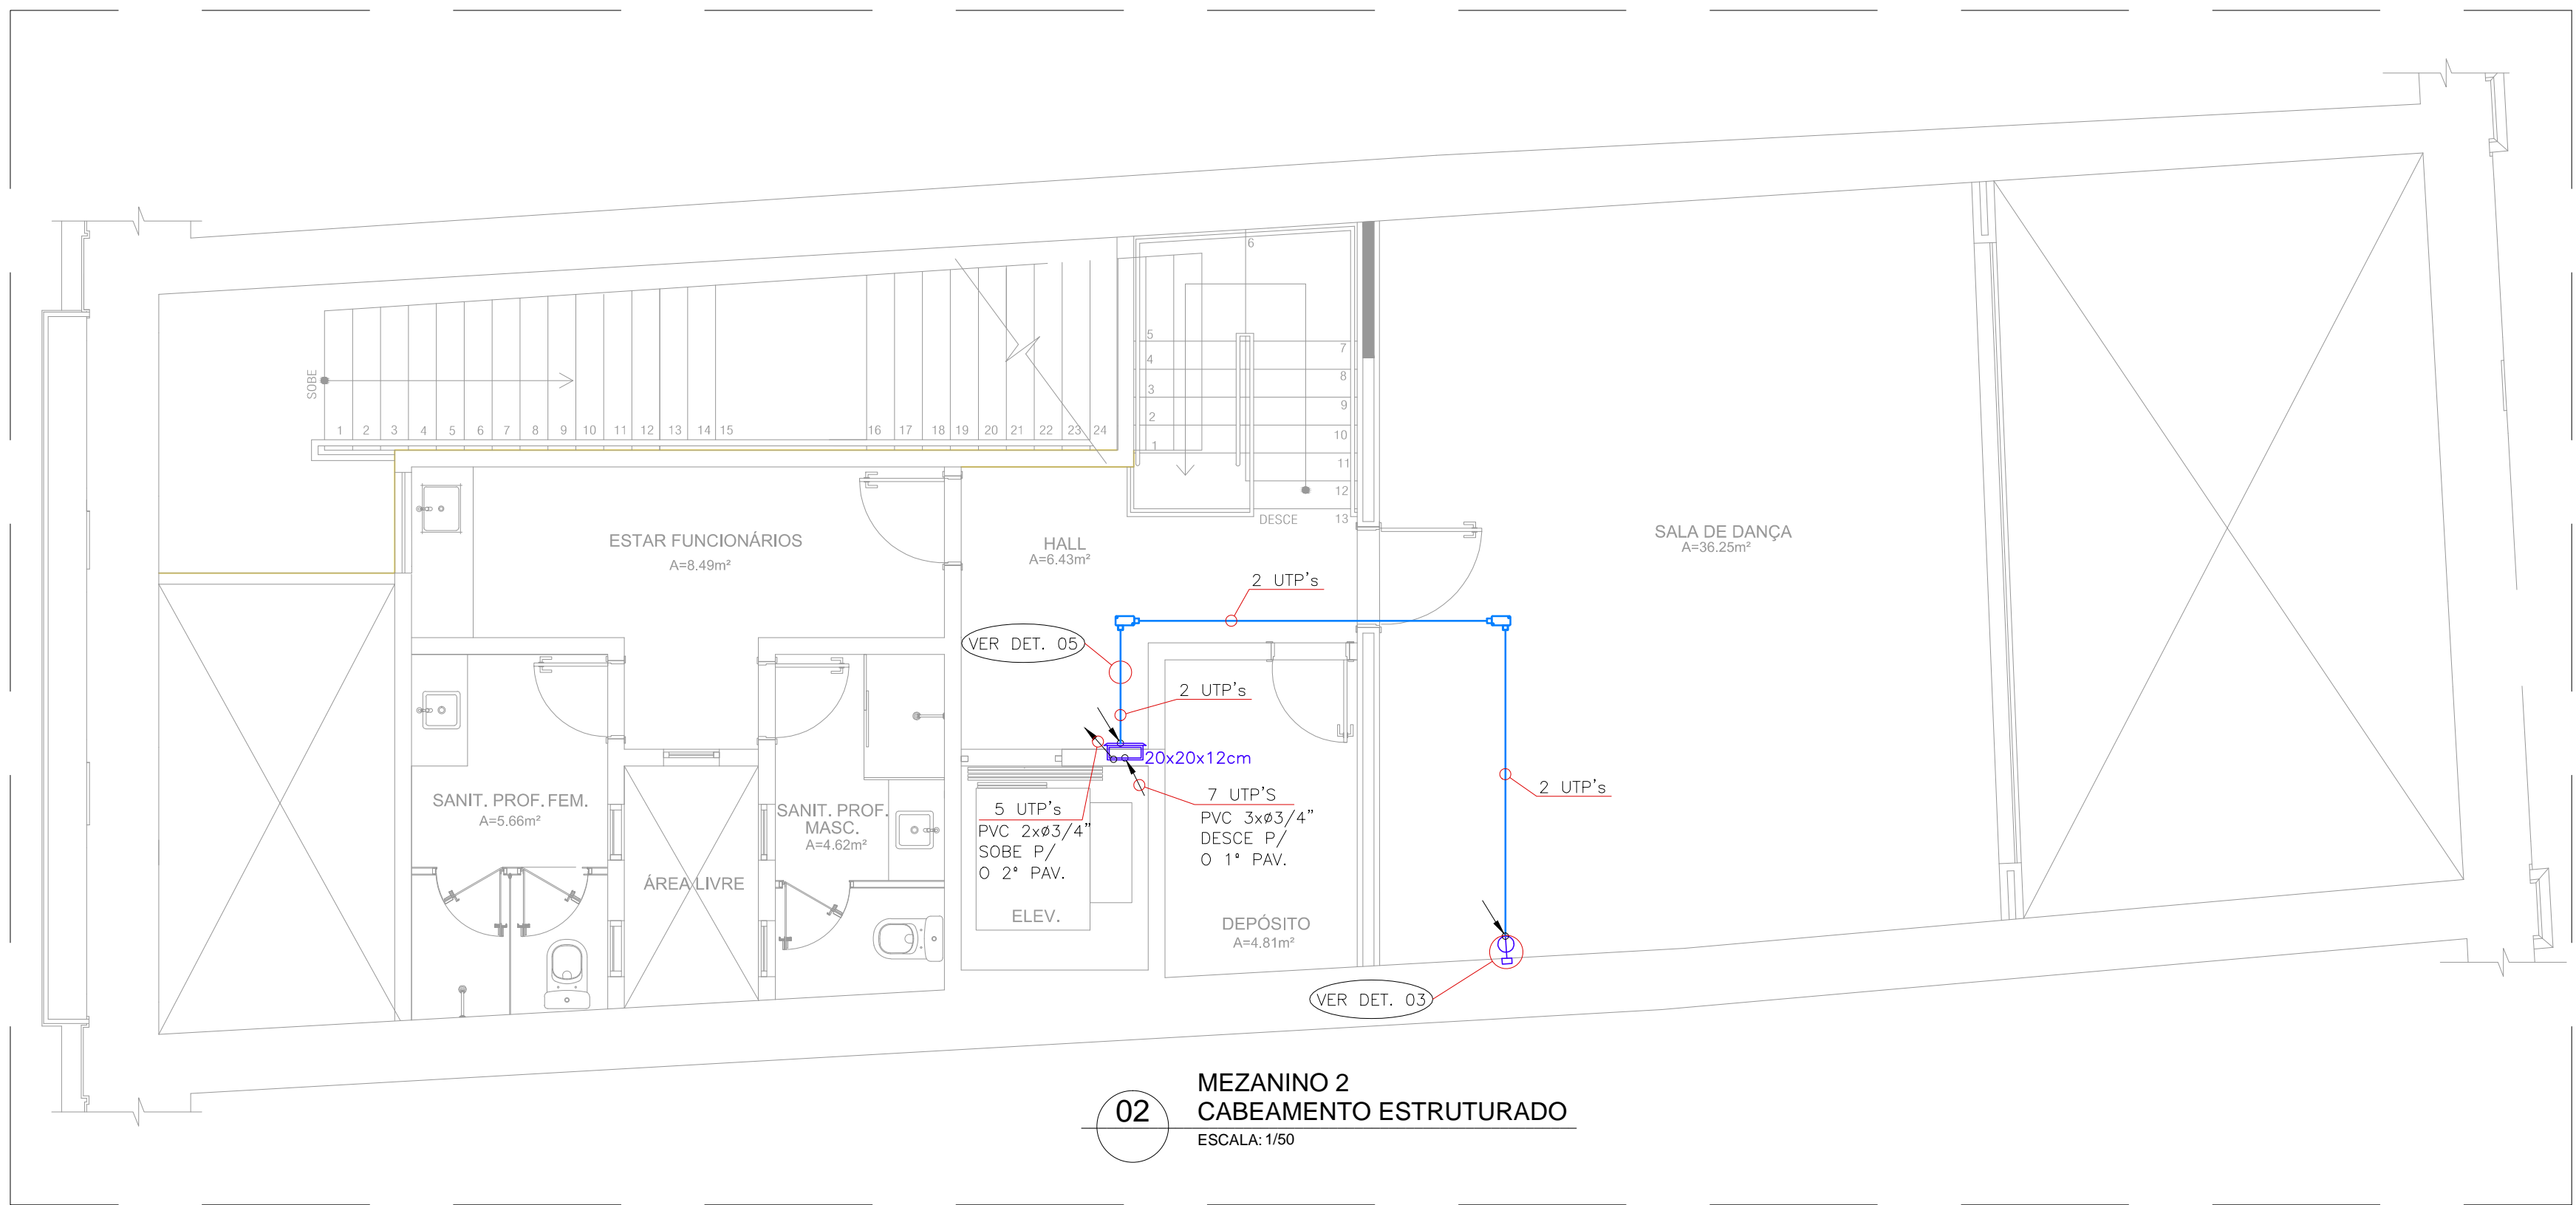 6
5
4
3
2
1
7
8
9
10
11
12
13
DESCE
SOBE
1 2 3 4 5 6 7 8 9 10 11 12 13 14 15 16 17 18 19 20 21 22 23 24
ESTAR FUNCIONÁRIOS
A=8.49m²
HALL
A=6.43m²
SALA DE DANÇA
A=36.25m²
2 UTP's
VER DET. 05
2 UTP's
20x20x12cm
2 UTP's
5 UTP's
PVC 2xø3/4"
SOBE P/
O 2° PAV.
7 UTP'S
PVC 3xø3/4"
DESCE P/
O 1° PAV.
SANIT. PROF. FEM.
A=5.66m²
SANIT. PROF.
MASC.
A=4.62m²
ÁREA LIVRE
ELEV.
DEPÓSITO
A=4.81m²
VER DET. 03
02
MEZANINO 2
CABEAMENTO ESTRUTURADO
ESCALA: 1/50